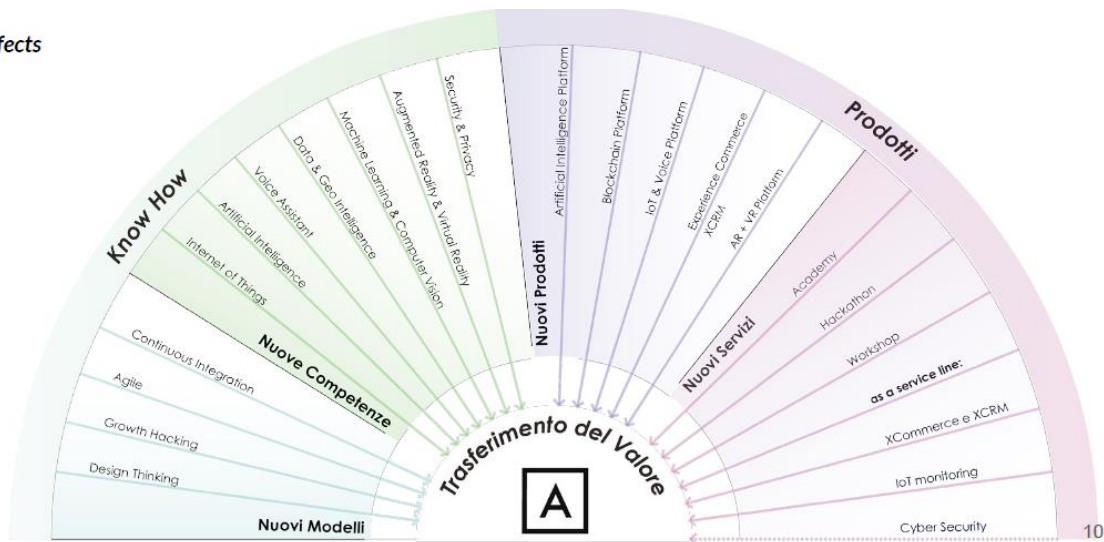 fects
Know How
Prodotti
Nuovi Modelli
Design Thinking
Growth Hacking
Agile
Continuous Integration
Nuove Competenze
Internet of Things
Artificial Intelligence
Voice Assistant
Data & Geo Intelligence
Machine Learning & Computer Vision
Augmented Reality & Virtual Reality
Security & Privacy
Nuovi Prodotti
Artificial Intelligence Platform
Blockchain Platform
IoT & Voice Platform
Experience Commerce
XCRM
AR + VR Platform
Nuovi Servizi
Academy
Hackathon
Workshop
as a service line:
XCommerce e XCRM
IoT monitoring
Cyber Security
Trasferimento del Valore
A
10